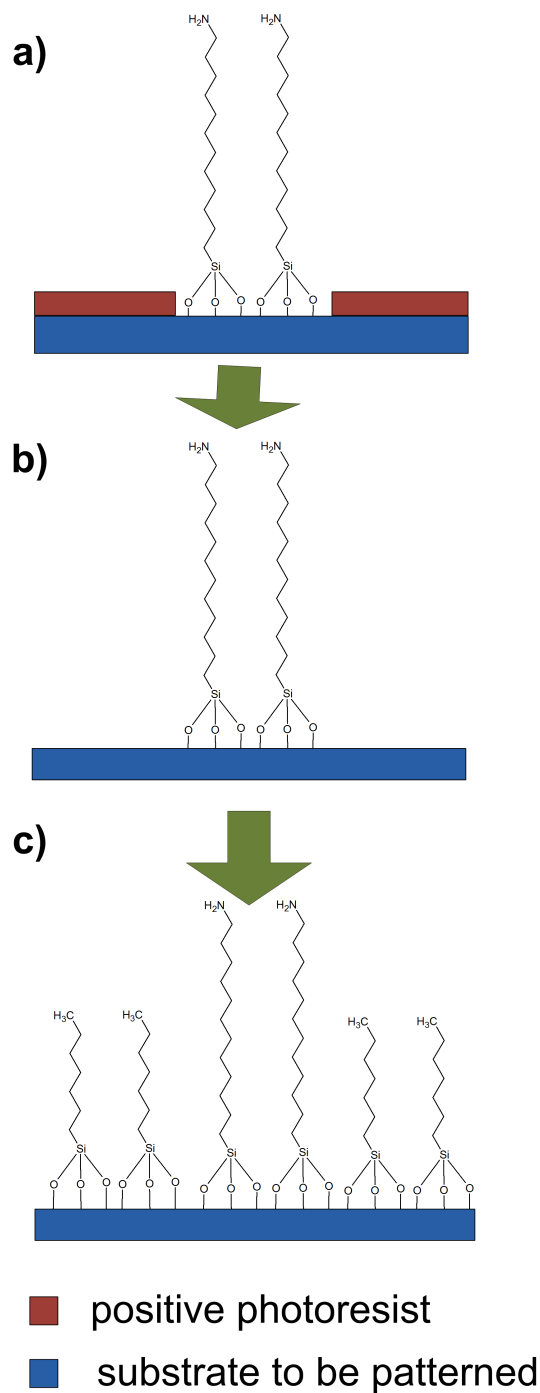 a)
H₂N H₂N
Si Si
O O O O O O
b)
H₂N H₂N
Si Si
O O O O O O
c)
H₂N H₂N
H₃C H₃C H₃C H₃C
Si Si Si Si Si Si
O O O O O O O O O O O O O O O O O O
positive photoresist
substrate to be patterned